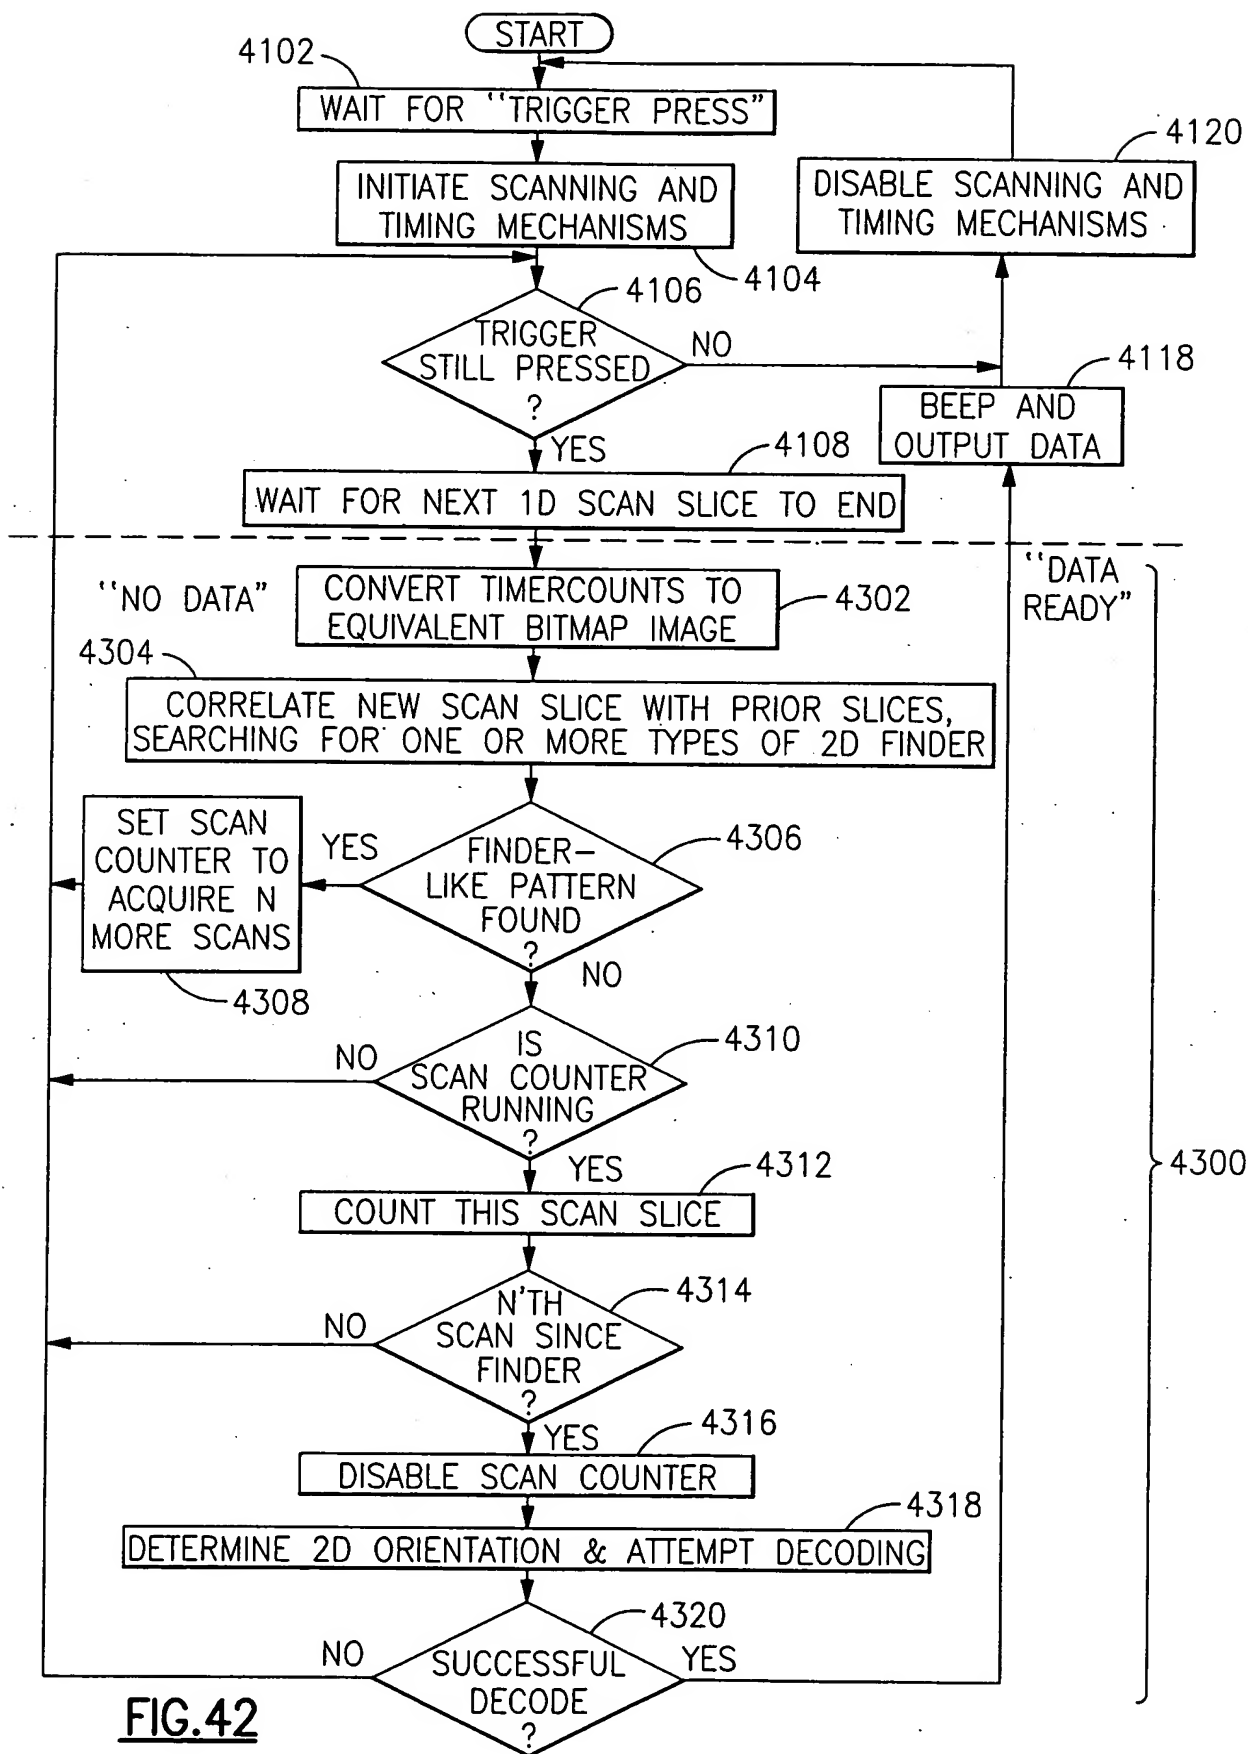 START
4102
WAIT FOR "TRIGGER PRESS"
4120
INITIATE SCANNING AND
TIMING MECHANISMS
DISABLE SCANNING AND
TIMING MECHANISMS
4104
4106
TRIGGER
STILL PRESSED
?
NO
4118
BEEP AND
OUTPUT DATA
YES
4108
WAIT FOR NEXT 1D SCAN SLICE TO END
"NO DATA"
"DATA
READY"
CONVERT TIMERCOUNTS TO
EQUIVALENT BITMAP IMAGE
4302
4304
CORRELATE NEW SCAN SLICE WITH PRIOR SLICES,
SEARCHING FOR ONE OR MORE TYPES OF 2D FINDER
SET SCAN
COUNTER TO
ACQUIRE N
MORE SCANS
YES
FINDER–
LIKE PATTERN
FOUND
?
4306
4308
NO
4310
IS
SCAN COUNTER
RUNNING
?
NO
YES
4312
4300
COUNT THIS SCAN SLICE
4314
N'TH
SCAN SINCE
FINDER
?
NO
YES
4316
DISABLE SCAN COUNTER
4318
DETERMINE 2D ORIENTATION & ATTEMPT DECODING
4320
NO
SUCCESSFUL
DECODE
?
YES
FIG.42